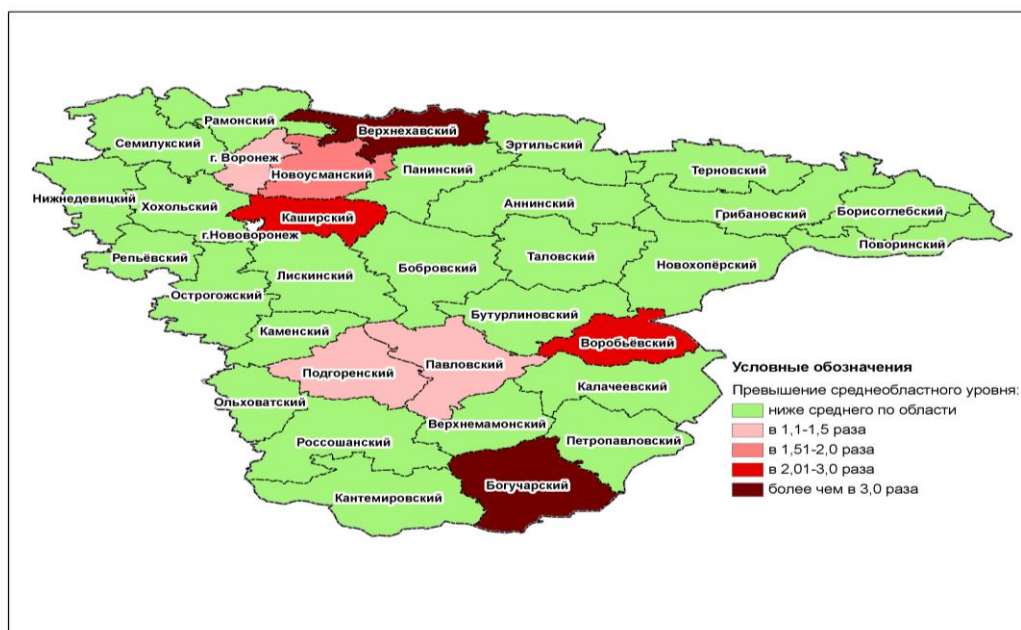 Рамонский
Верхнехавский
Семилукский
Эртильский
г. Воронеж
Новоусманский
Панинский
Терновский
Нижнедевицкий
Хохольский
Аннинский
Грибановский
Борисоглебский
Каширский
г.Нововоронеж
Поворинский
Репьёвский
Лискинский
Бобровский
Таловский
Новохопёрский
Острогожский
Бутурлиновский
Каменский
Воробьёвский
Подгоренский
Павловский
Калачеевский
Ольховатский
Верхнемамонский
Россошанский
Петропавловский
Кантемировский
Богучарский
Условные обозначения
Превышение среднеобластного уровня:
ниже среднего по области
в 1,1-1,5 раза
в 1,51-2,0 раза
в 2,01-3,0 раза
более чем в 3,0 раза